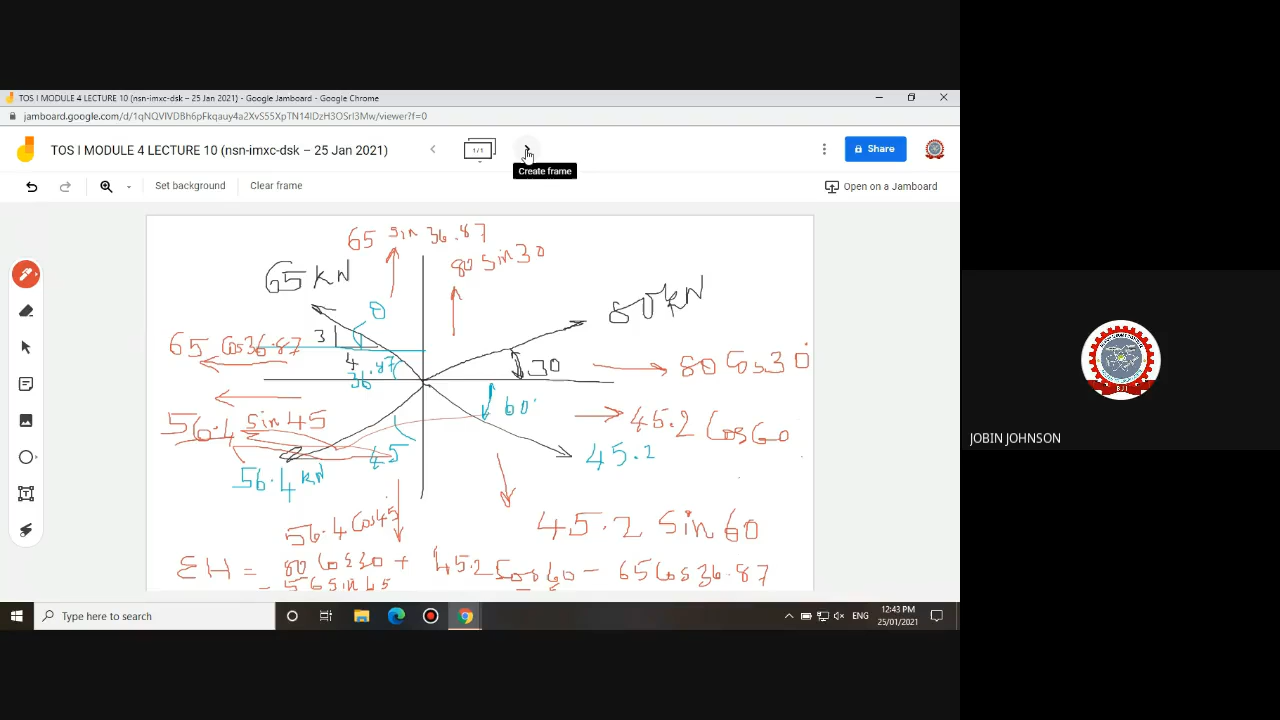 TOS I MODULE 4 LECTURE 10 (nsn-imxc-dsk – 25 Jan 2021) - Google Jamboard - Google Chrome
jamboard.google.com/d/1qNQVIVDBh6pFkqauy4a2XvS55XpTN14IDzH3OSrI3Mw/viewer?f=0
TOS I MODULE 4 LECTURE 10 (nsn-imxc-dsk – 25 Jan 2021)
1/1
Share
Create frame
Set background
Clear frame
Open on a Jamboard
65 sin 36.87
80 sin 30
65 kN
80 kN
θ
3
65 cos 36.87
4
36.87
30
80 cos 30°
60°
56.4 sin 45
45.2 cos 60
45
45.2
56.4 kN
56.4 cos 45
45.2 sin 60
ΣH = 80 cos 30 + 45.2 cos 60 - 65 cos 36.87
- 56 sin 45
JOBIN JOHNSON
BJI
Type here to search
ENG
12:43 PM
25/01/2021